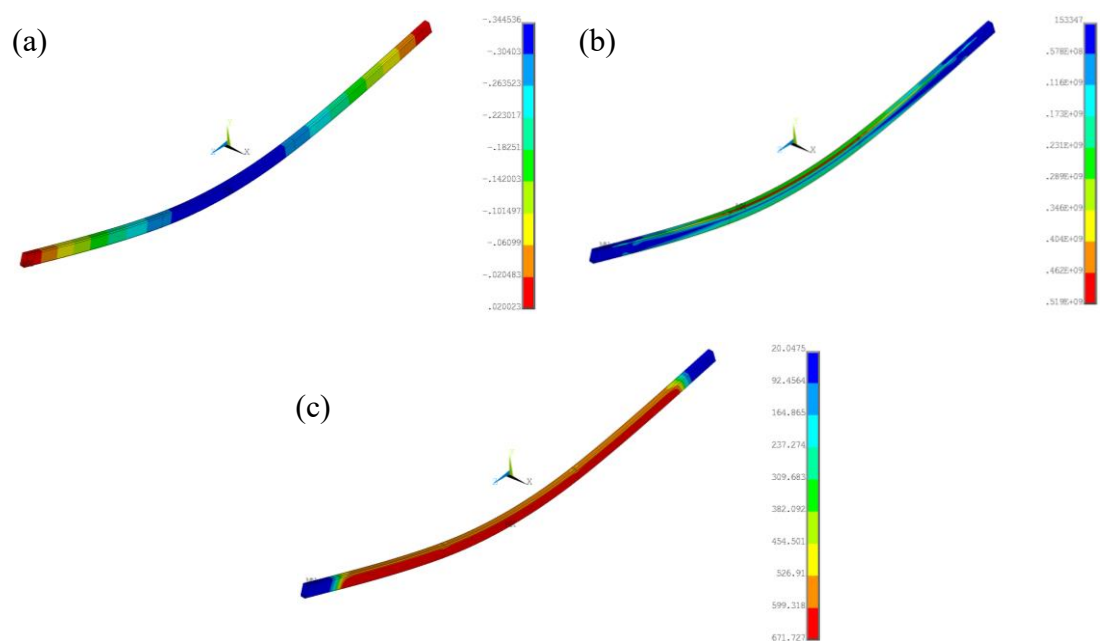 (a)
-.344536
-.30403
-.263523
-.223017
-.18251
-.142003
-.101497
-.06099
-.020483
.020023
X
(b)
153347
.578E+08
.116E+09
.173E+09
.231E+09
.289E+09
.346E+09
.404E+09
.462E+09
.519E+09
X
(c)
20.0475
92.4564
164.865
237.274
309.683
382.092
454.501
526.91
599.318
671.727
X